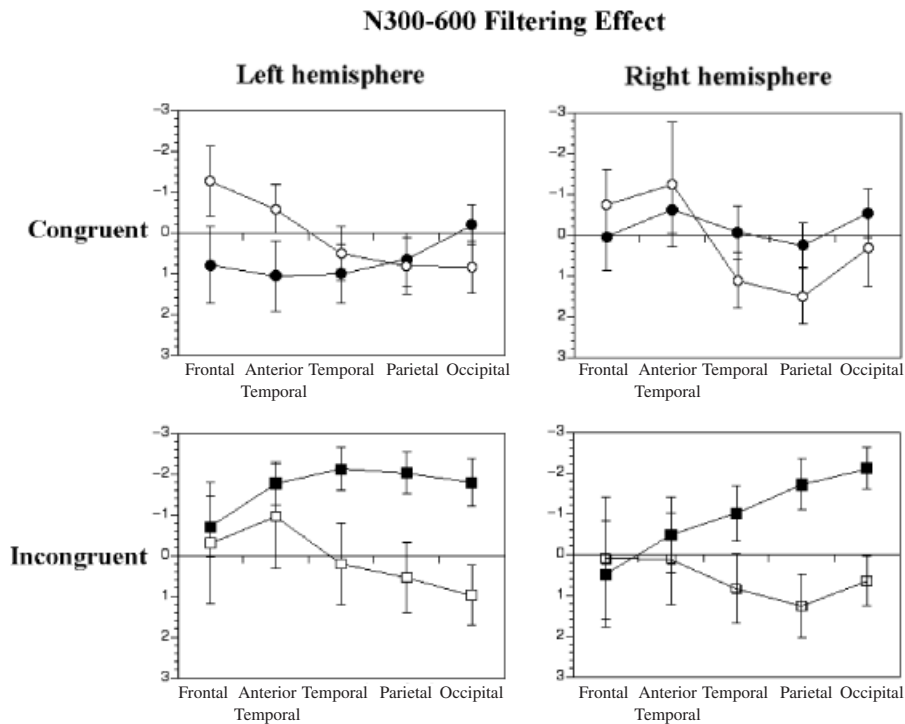 N300-600 Filtering Effect
Left hemisphere
Right hemisphere
Congruent
-3
-2
-1
0
1
2
3
Frontal Anterior Temporal Parietal Occipital
Temporal
-3
-2
-1
0
1
2
3
Frontal Anterior Temporal Parietal Occipital
Temporal
Incongruent
-3
-2
-1
0
1
2
3
Frontal Anterior Temporal Parietal Occipital
Temporal
-3
-2
-1
0
1
2
3
Frontal Anterior Temporal Parietal Occipital
Temporal